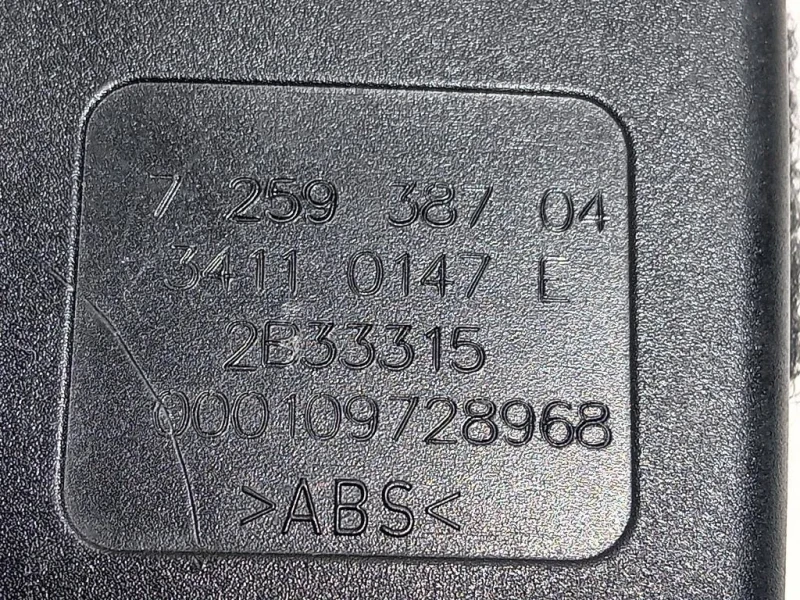 7 259 387 04
3411 0147 E
2B33315
000109728968
>ABS<